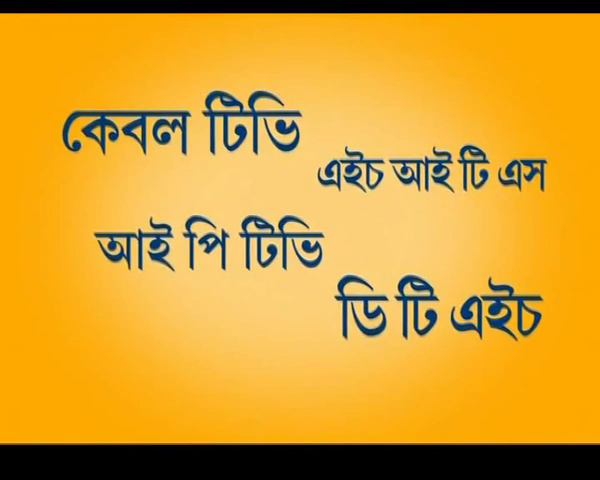 কেবল টিভি
এইচ আই টি এস
আই পি টিভি
ডি টি এইচ